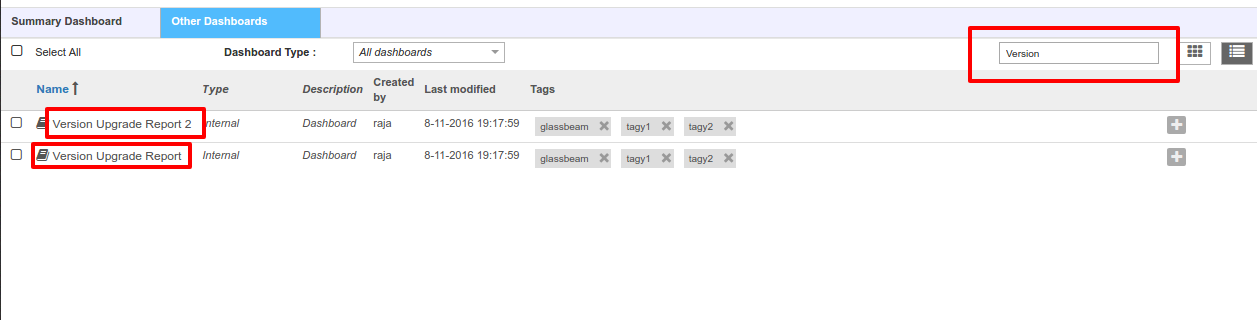 Summary Dashboard Other Dashboards
Select All Dashboard Type : All dashboards Version
Name Type Description Created by Last modified Tags
Version Upgrade Report 2 Internal Dashboard raja 8-11-2016 19:17:59 glassbeam tagy1 tagy2
Version Upgrade Report Internal Dashboard raja 8-11-2016 19:17:59 glassbeam tagy1 tagy2